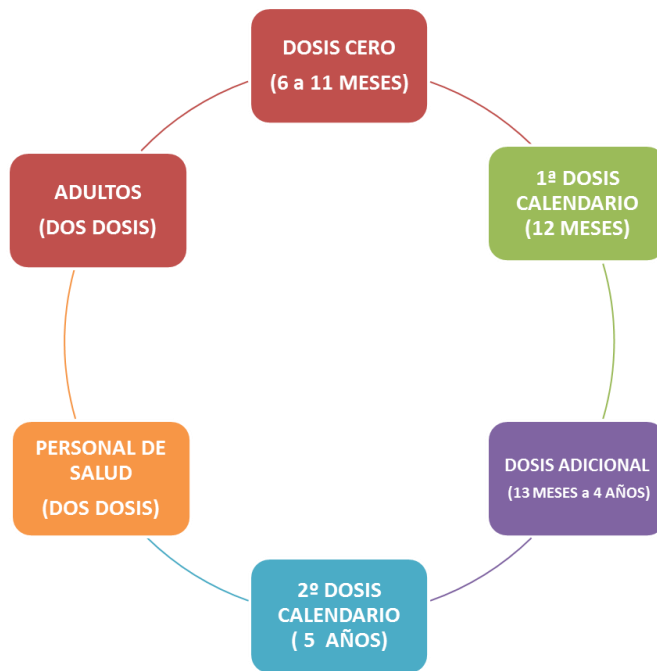 DOSIS CERO
(6 a 11 MESES)
1ª DOSIS
CALENDARIO
(12 MESES)
DOSIS ADICIONAL
(13 MESES a 4 AÑOS)
2º DOSIS
CALENDARIO
( 5  AÑOS)
PERSONAL DE
SALUD
(DOS DOSIS)
ADULTOS
(DOS DOSIS)